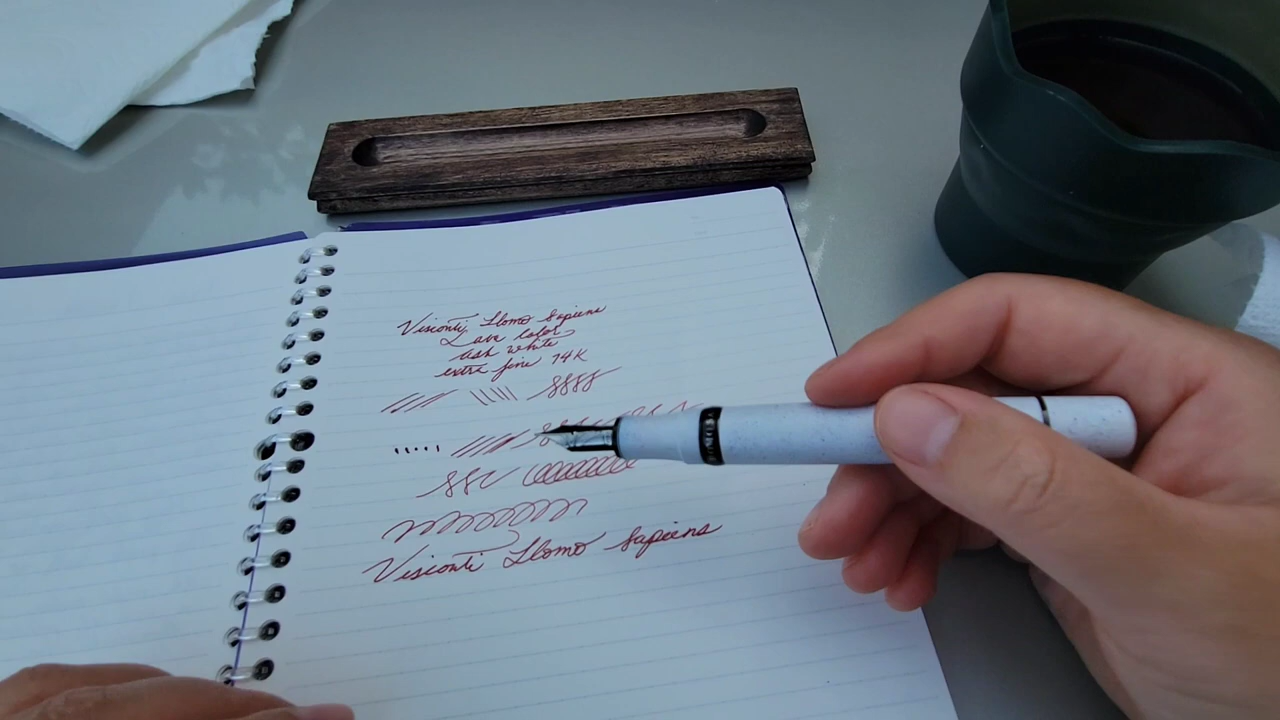 Visconti Homo Sapiens
Lava Color
Ash white
extra fine 14K
Visconti Homo Sapiens